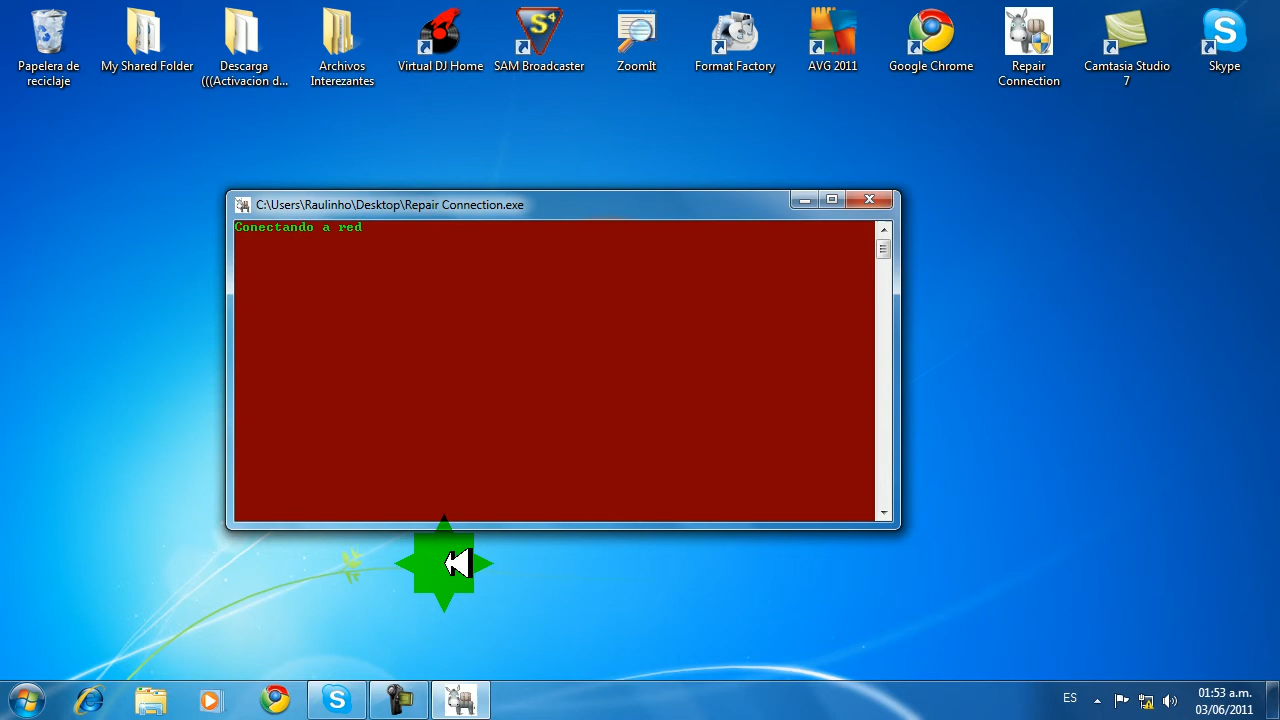 Papelera de
reciclaje
My Shared Folder
Descarga
(((Activacion d...
Archivos
Interezantes
Virtual DJ Home
SAM Broadcaster
ZoomIt
Format Factory
AVG 2011
Google Chrome
Repair
Connection
Camtasia Studio
7
Skype
C:\Users\Raulinho\Desktop\Repair Connection.exe
Conectando a red
ES
01:53 a.m.
03/06/2011